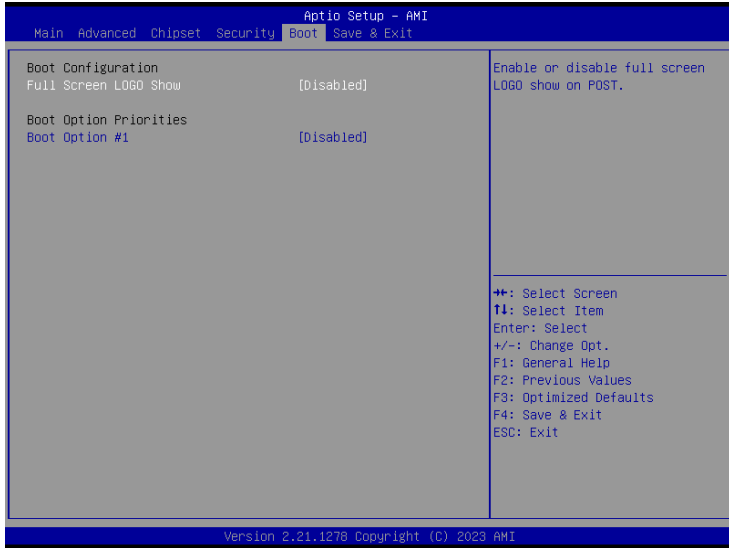 Aptio Setup – AMI
Main Advanced Chipset Security Boot Save & Exit
Boot Configuration
Full Screen LOGO Show [Disabled]
Boot Option Priorities
Boot Option #1 [Disabled]
Enable or disable full screen
LOGO show on POST.
→←: Select Screen
↑↓: Select Item
Enter: Select
+/-: Change Opt.
F1: General Help
F2: Previous Values
F3: Optimized Defaults
F4: Save & Exit
ESC: Exit
Version 2.21.1278 Copyright (C) 2023 AMI